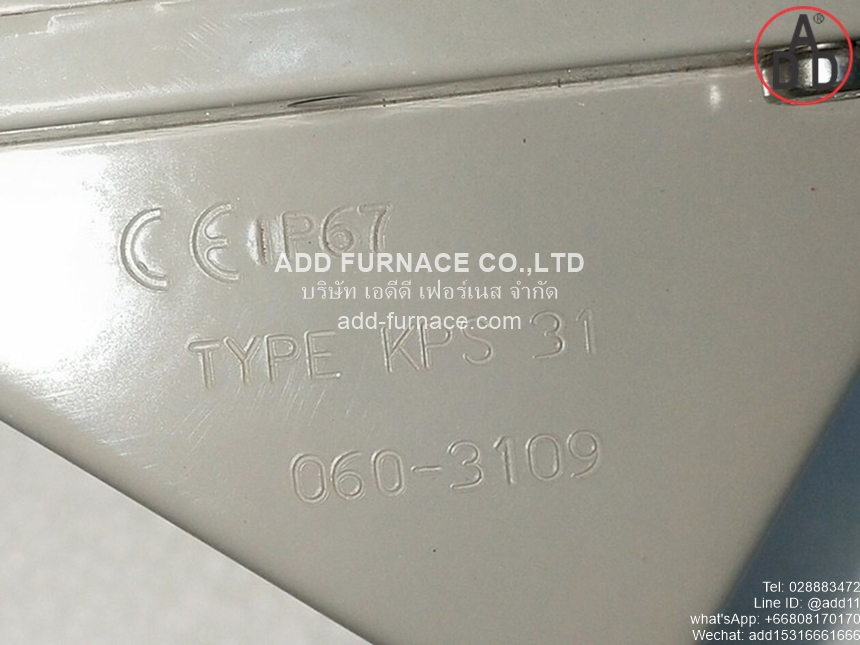 ADD®
CE IP67
ADD FURNACE CO.,LTD
บริษัท เอดีดี เฟอร์เนส จำกัด
add-furnace.com
TYPE KPS 31
060-3109
Tel: 028883472
Line ID: @add11
what'sApp: +66808170170
Wechat: add15316661666